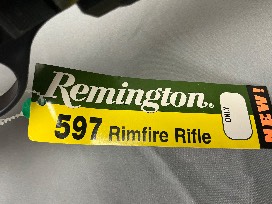 Remington®
597 Rimfire Rifle
ONLY
NEW!